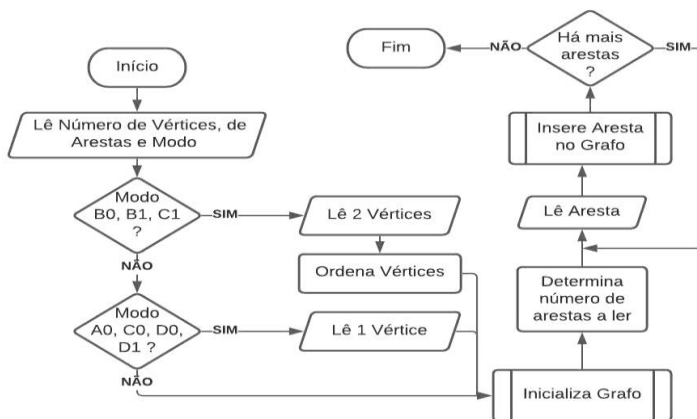 Início
Lê Número de Vértices, de
Arestas e Modo
Modo
B0, B1, C1
?
SIM
Lê 2 Vértices
Ordena Vértices
NÃO
Modo
A0, C0, D0,
D1 ?
SIM
Lê 1 Vértice
NÃO
Inicializa Grafo
Determina
número de
arestas a ler
Lê Aresta
Insere Aresta
no Grafo
Há mais
arestas
?
SIM
NÃO
Fim